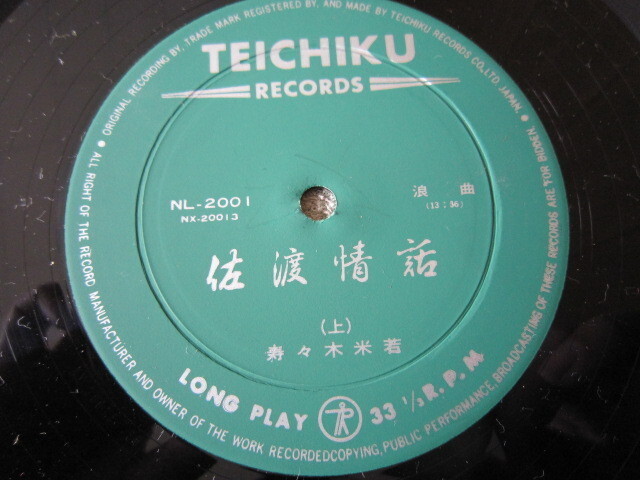 ORIGINAL RECORDING BY, TRADE MARK REGISTERED BY, AND MADE BY TEICHIKU RECORDS CO., LTD. JAPAN. ●
ALL RIGHT OF THE RECORD MANUFACTURER AND OWNER OF THE WORK RECORDEDCOPYING, PUBLIC PERFORMANCE, BROADCASTING OF THESE RECORDS ARE FOR BIDDEN. ●
TEICHIKU
RECORDS
NL-2001
NX-20013
浪曲
(13:56)
佐渡情話
(上)
寿々木米若
LONG PLAY TR 33 1/3 R.P.M